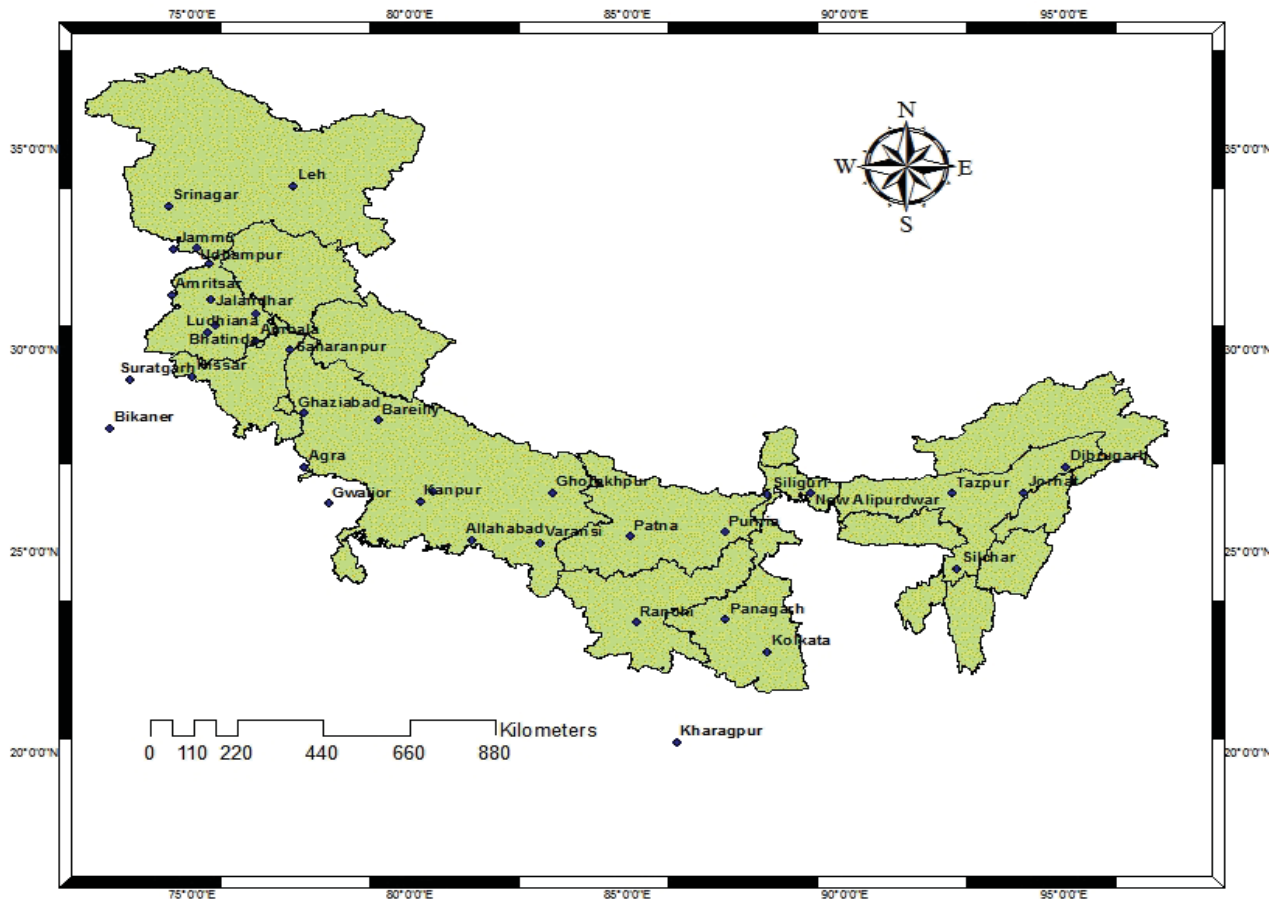 75°0'0"E 80°0'0"E 85°0'0"E 90°0'0"E 95°0'0"E
N
35°0'0"N 35°0'0"N
W E
Leh
Srinagar
S
Jammu
Udhampur
Amritsar
Jalandhar
Ludhiana
Ambala
Bhatinda
30°0'0"N 30°0'0"N
Saharanpur
Suratgarh
Hissar
Ghaziabad
Bareilly
Bikaner
Agra
Dibrugarh
Ghorakhpur
Siliguri
Tazpur
Jorhat
Kanpur
Gwalior
New Alipurdwar
Patna
Purnia
Allahabad
Varansi
25°0'0"N 25°0'0"N
Silchar
Ranchi
Panagarh
Kolkata
Kharagpur
Kilometers
0 110 220 440 660 880
20°0'0"N 20°0'0"N
75°0'0"E 80°0'0"E 85°0'0"E 90°0'0"E 95°0'0"E